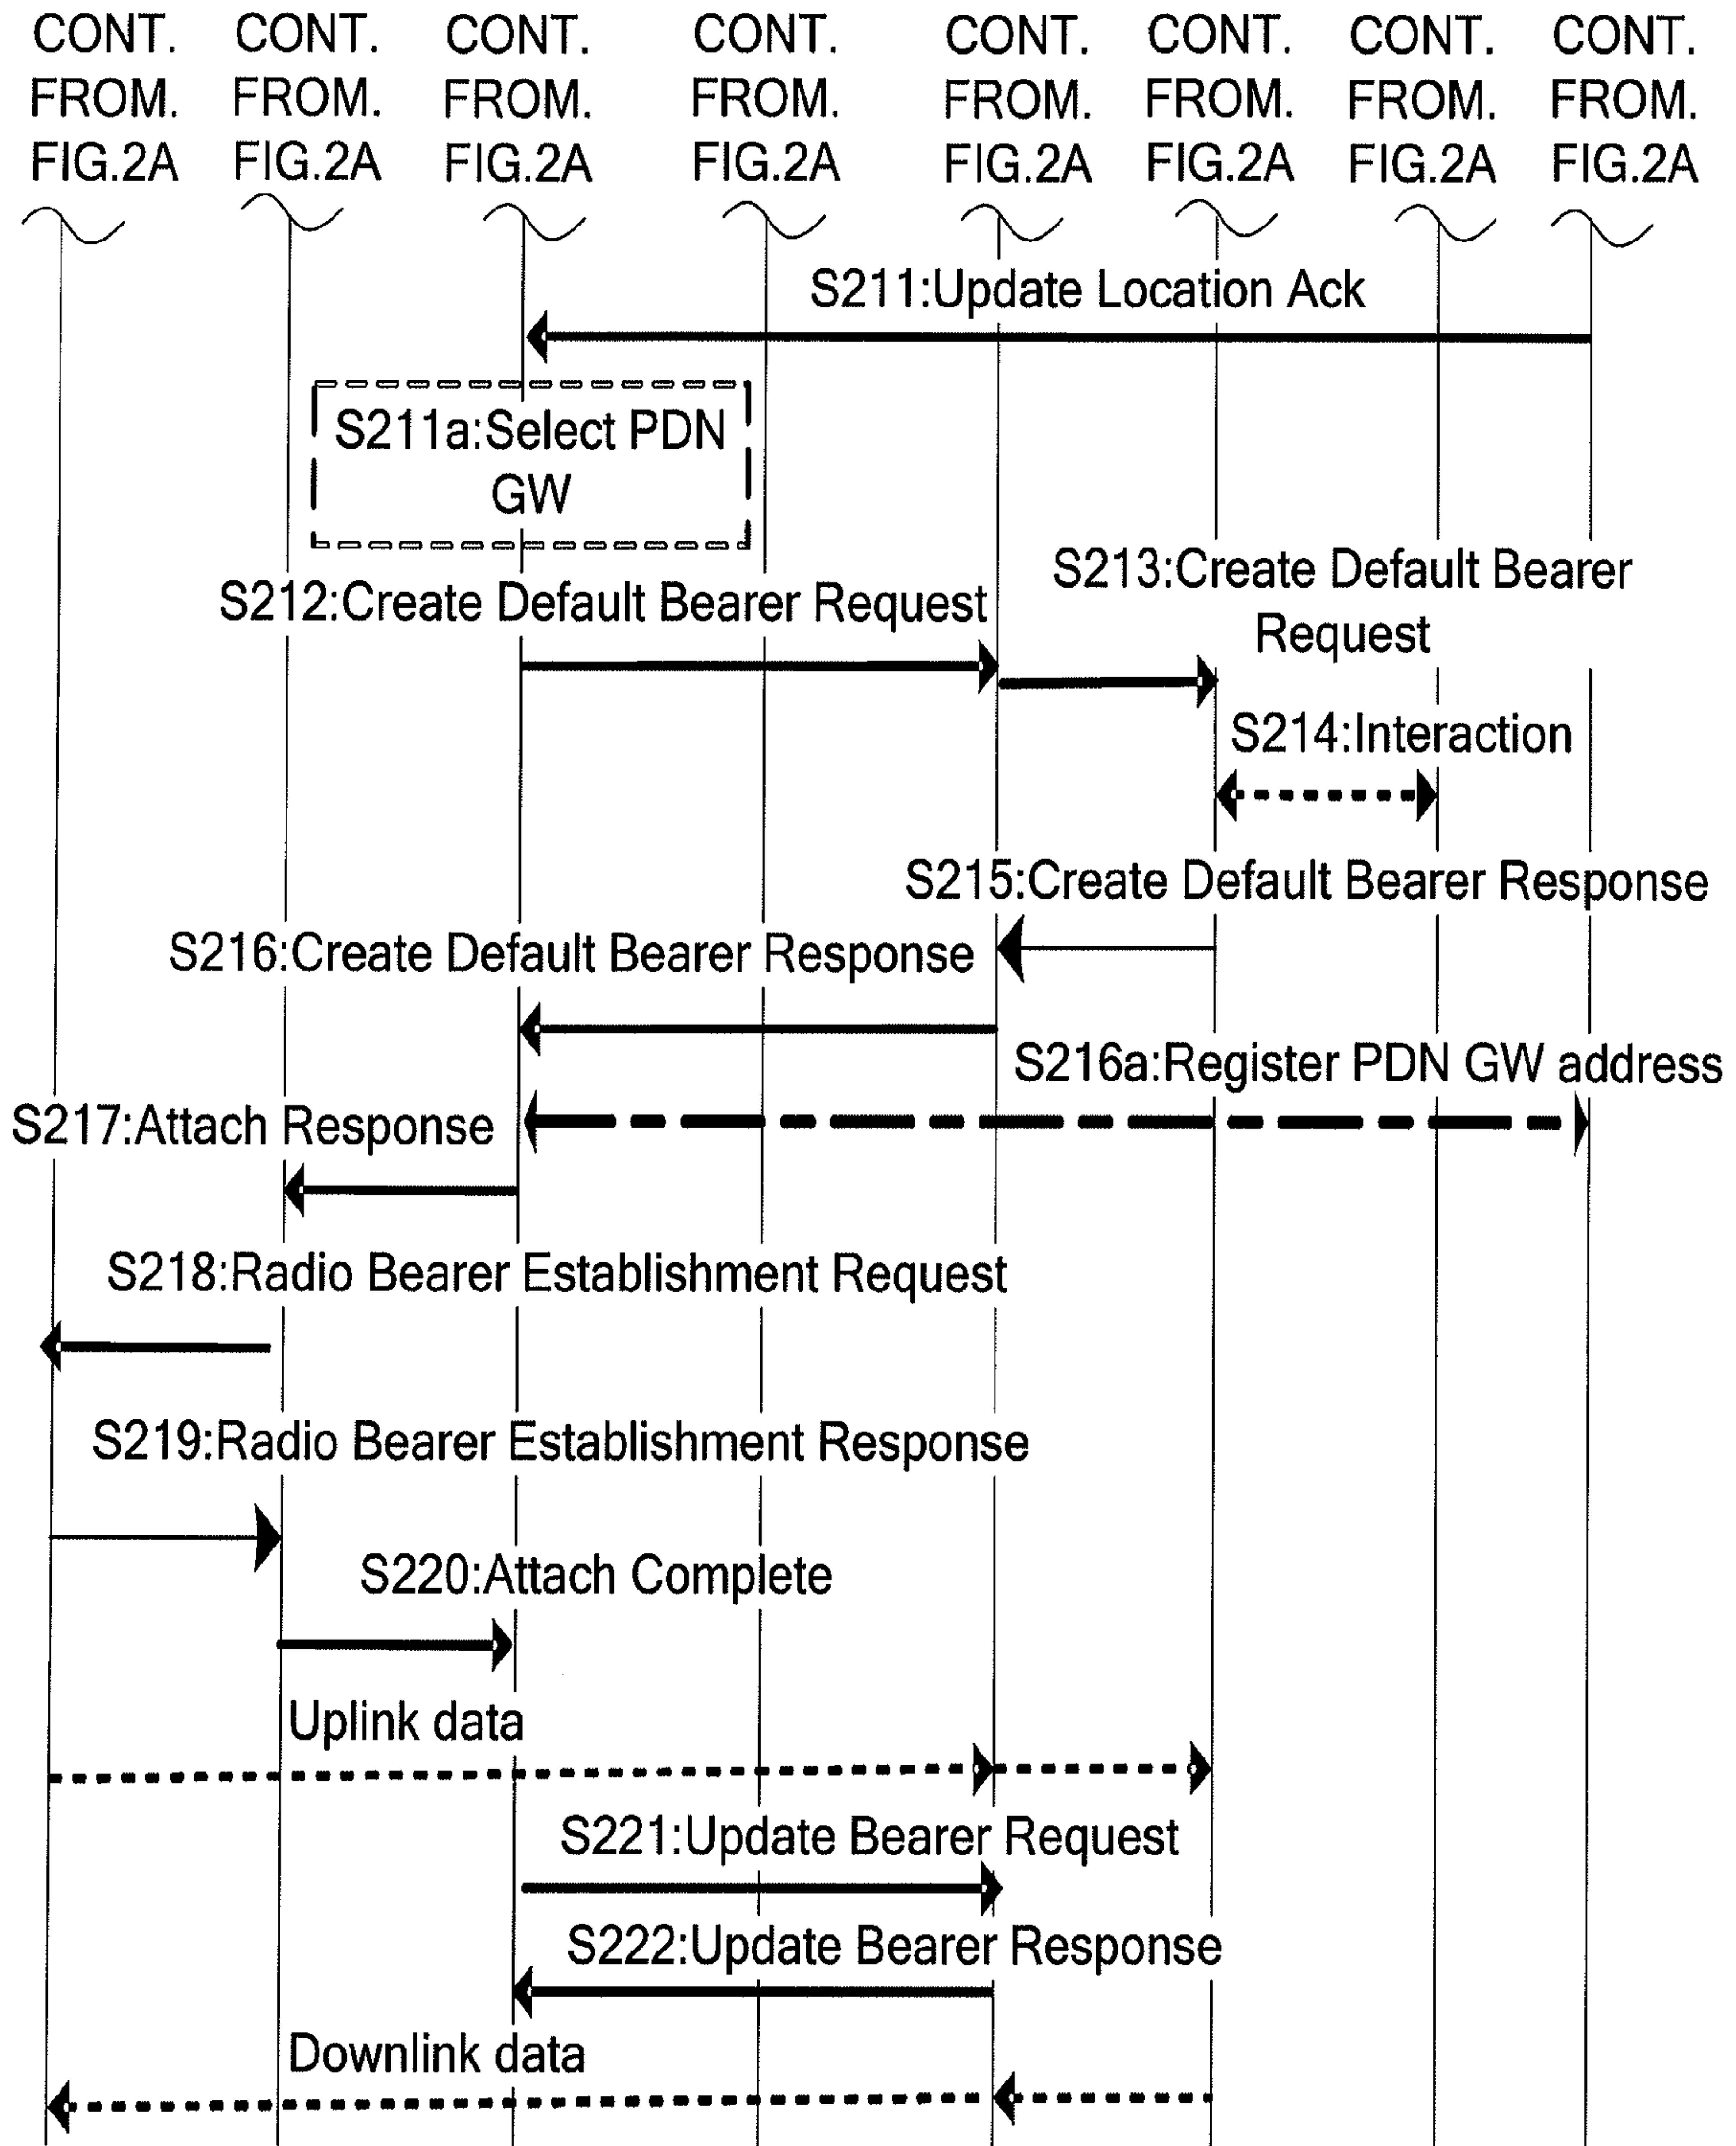 CONT. CONT. CONT. CONT. CONT. CONT. CONT. CONT.
FROM. FROM. FROM. FROM. FROM. FROM. FROM. FROM.
FIG.2A FIG.2A FIG.2A FIG.2A FIG.2A FIG.2A FIG.2A FIG.2A
S211:Update Location Ack
S211a:Select PDN
GW
S212:Create Default Bearer Request
S213:Create Default Bearer
Request
S214:Interaction
S215:Create Default Bearer Response
S216:Create Default Bearer Response
S216a:Register PDN GW address
S217:Attach Response
S218:Radio Bearer Establishment Request
S219:Radio Bearer Establishment Response
S220:Attach Complete
Uplink data
S221:Update Bearer Request
S222:Update Bearer Response
Downlink data